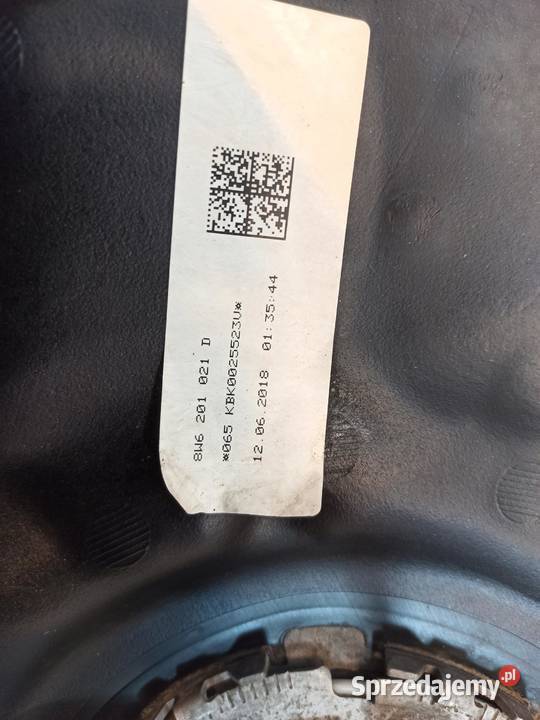 8W6 201 021 D
*065 KBK0025523U*
12.06.2018 01:35:44
Sprzedajemy.pl